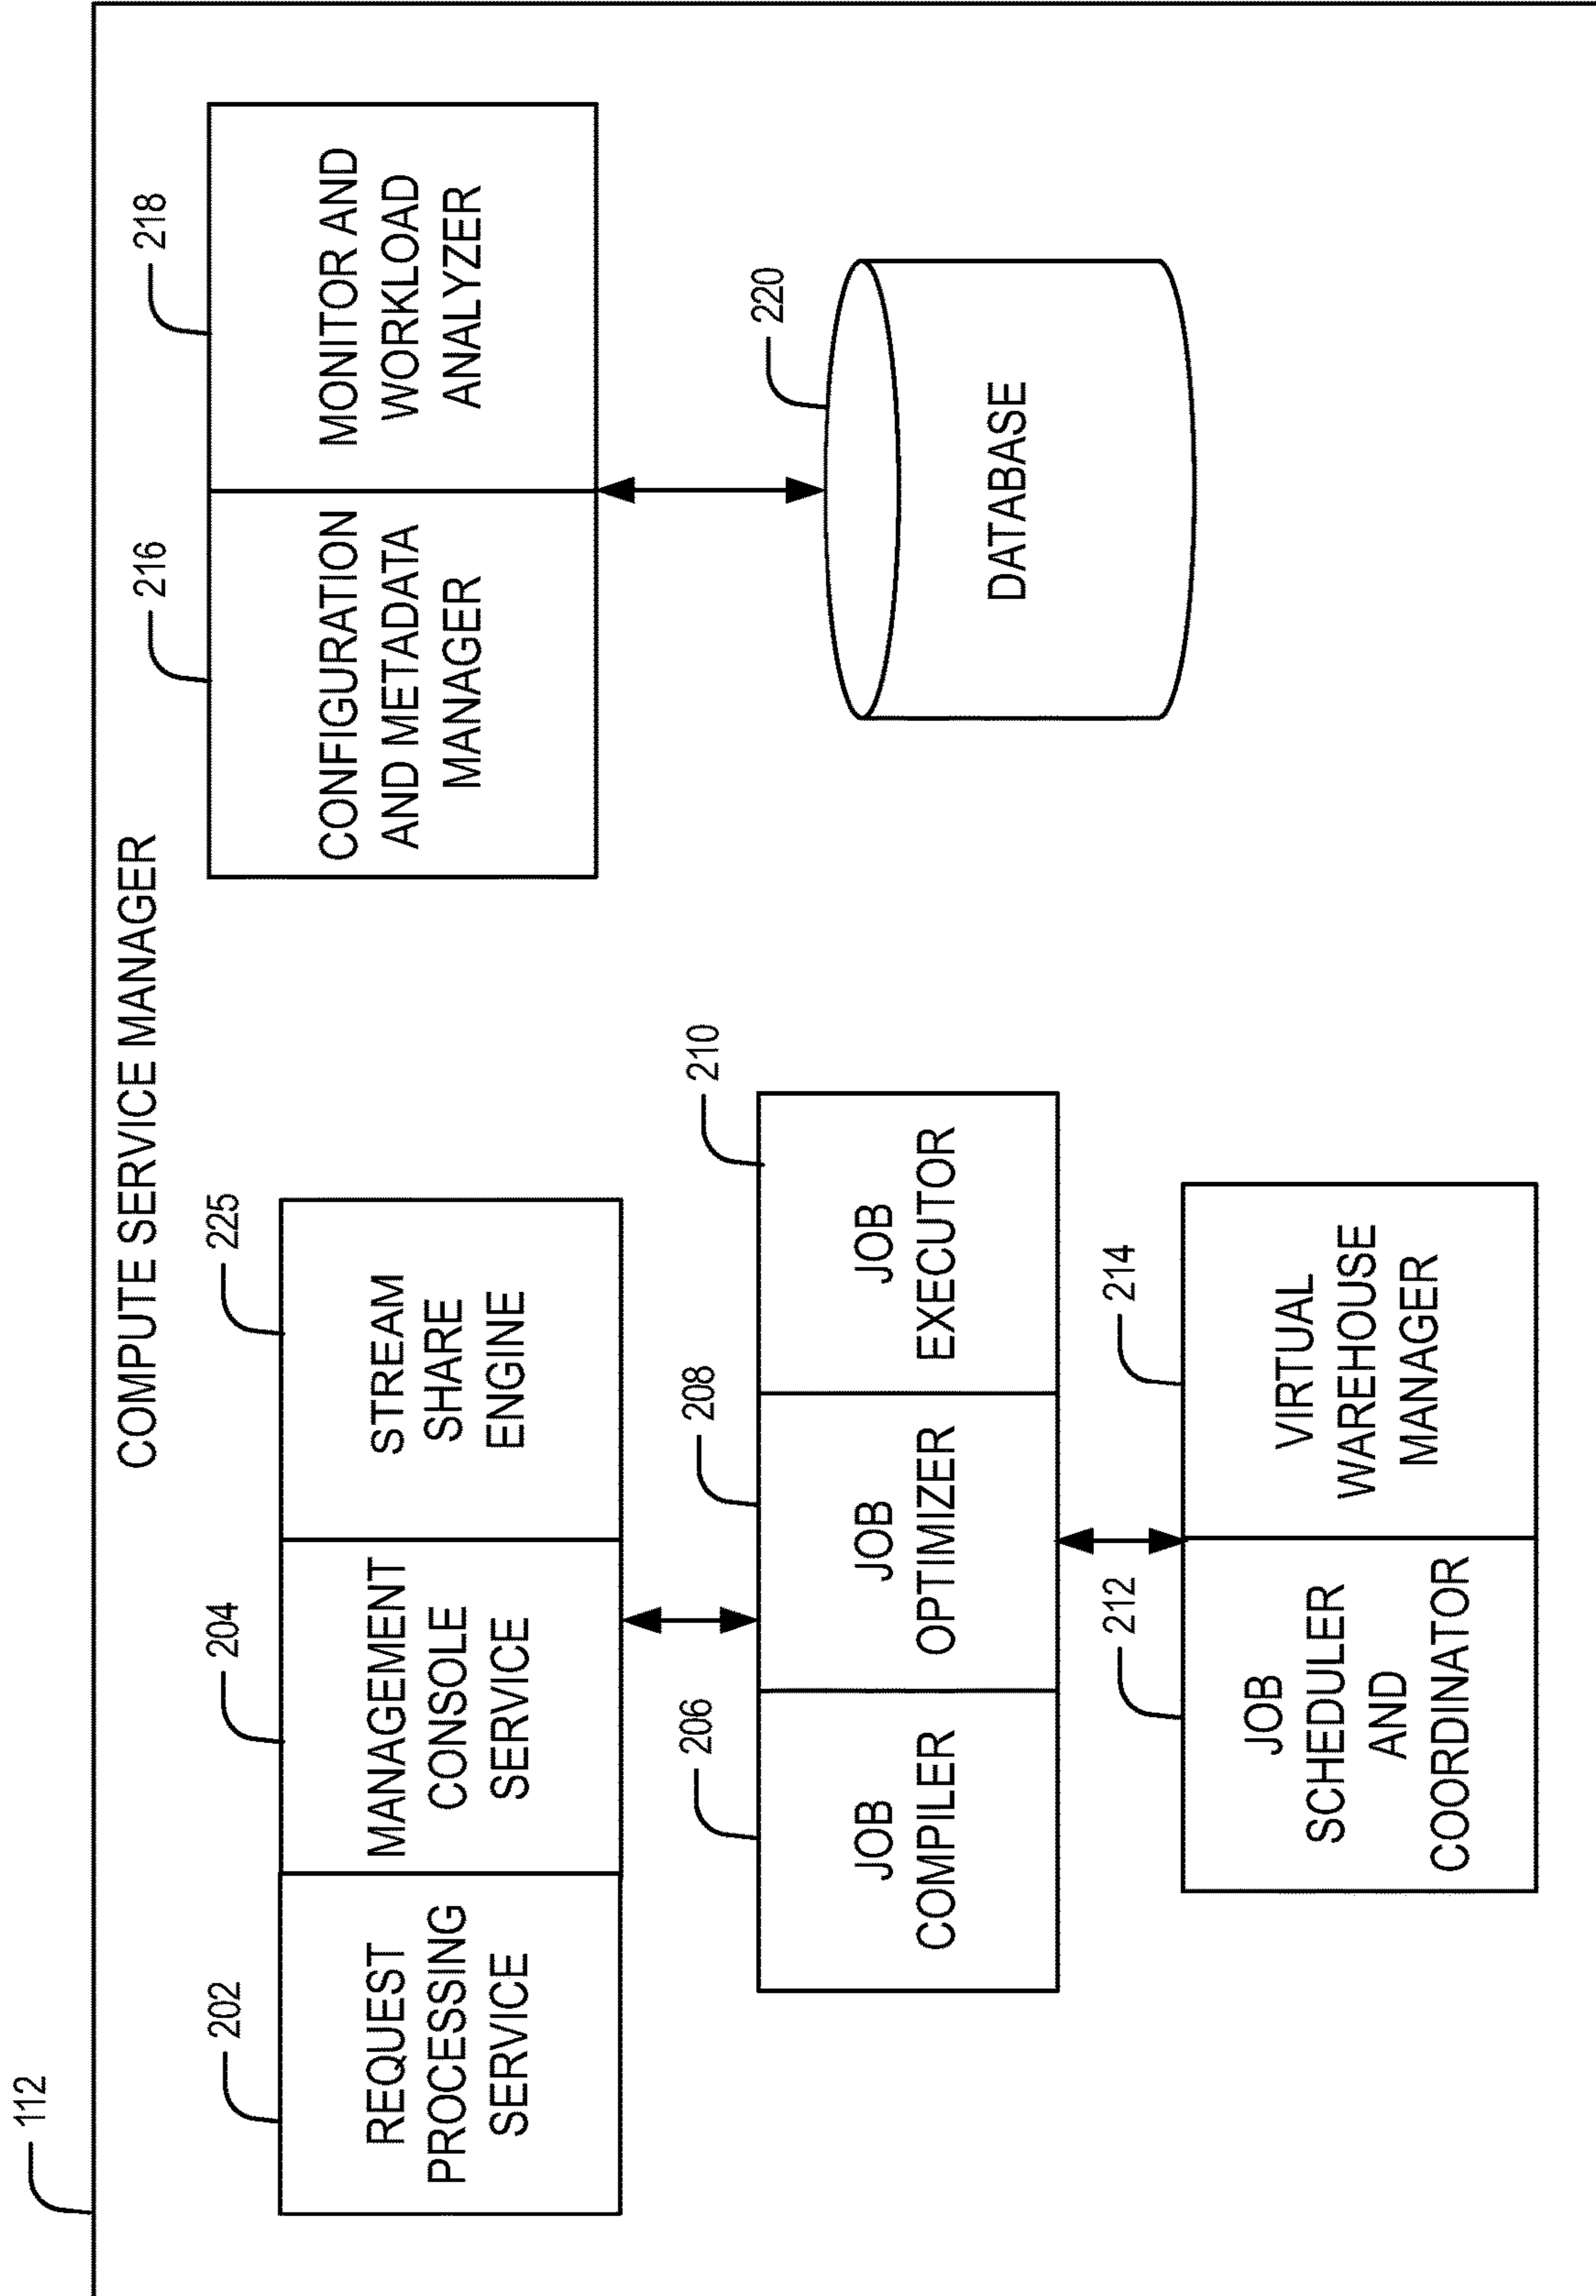 112
COMPUTE SERVICE MANAGER
202
REQUEST
PROCESSING
SERVICE
204
MANAGEMENT
CONSOLE
SERVICE
225
STREAM
SHARE
ENGINE
206
JOB
COMPILER
208
JOB
OPTIMIZER
210
JOB
EXECUTOR
212
JOB
SCHEDULER
AND
COORDINATOR
214
VIRTUAL
WAREHOUSE
MANAGER
216
CONFIGURATION
AND METADATA
MANAGER
218
MONITOR AND
WORKLOAD
ANALYZER
220
DATABASE